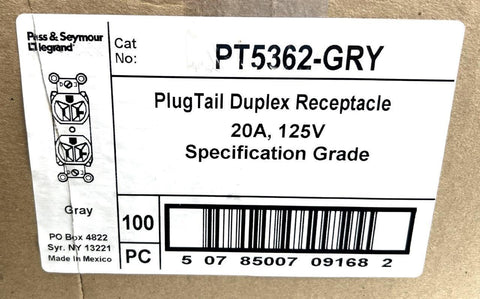 Pass & Seymour
legrand
Cat
No:
PT5362-GRY
PlugTail Duplex Receptacle
20A, 125V
Specification Grade
Gray
PO Box 4822
Syr. NY 13221
Made In Mexico
100
PC
5 07 85007 09168 2